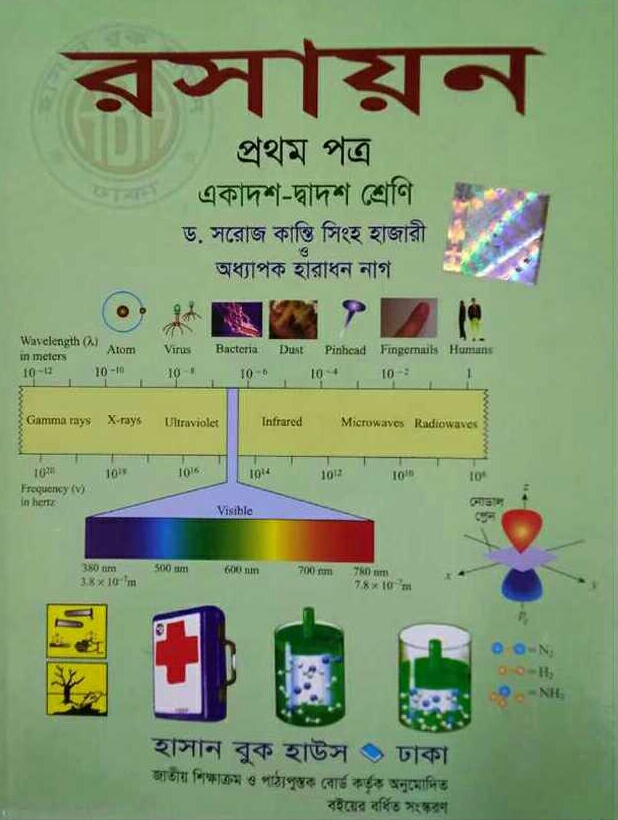 রসায়ন
প্রথম পত্র
একাদশ-দ্বাদশ শ্রেণি
ড. সরোজ কান্তি সিংহ হাজারী
ও
অধ্যাপক হারাধন নাগ
Wavelength (λ)
in meters
Atom Virus Bacteria Dust Pinhead Fingernails Humans
10⁻¹² 10⁻¹⁰ 10⁻⁸ 10⁻⁶ 10⁻⁴ 10⁻² 1
Gamma rays X-rays Ultraviolet Infrared Microwaves Radiowaves
10²⁰ 10¹⁸ 10¹⁶ 10¹⁴ 10¹² 10¹⁰ 10⁸
Frequency (ν)
in hertz
Visible
380 nm 500 nm 600 nm 700 nm 780 nm
3.8 × 10⁻⁷m 7.8 × 10⁻⁷m
নোডাল
প্লেন
z
x y
= N₂
= H₂
= NH₃
হাসান বুক হাউস ঢাকা
জাতীয় শিক্ষাক্রম ও পাঠ্যপুস্তক বোর্ড কর্তৃক অনুমোদিত
বইয়ের বর্ধিত সংস্করণ